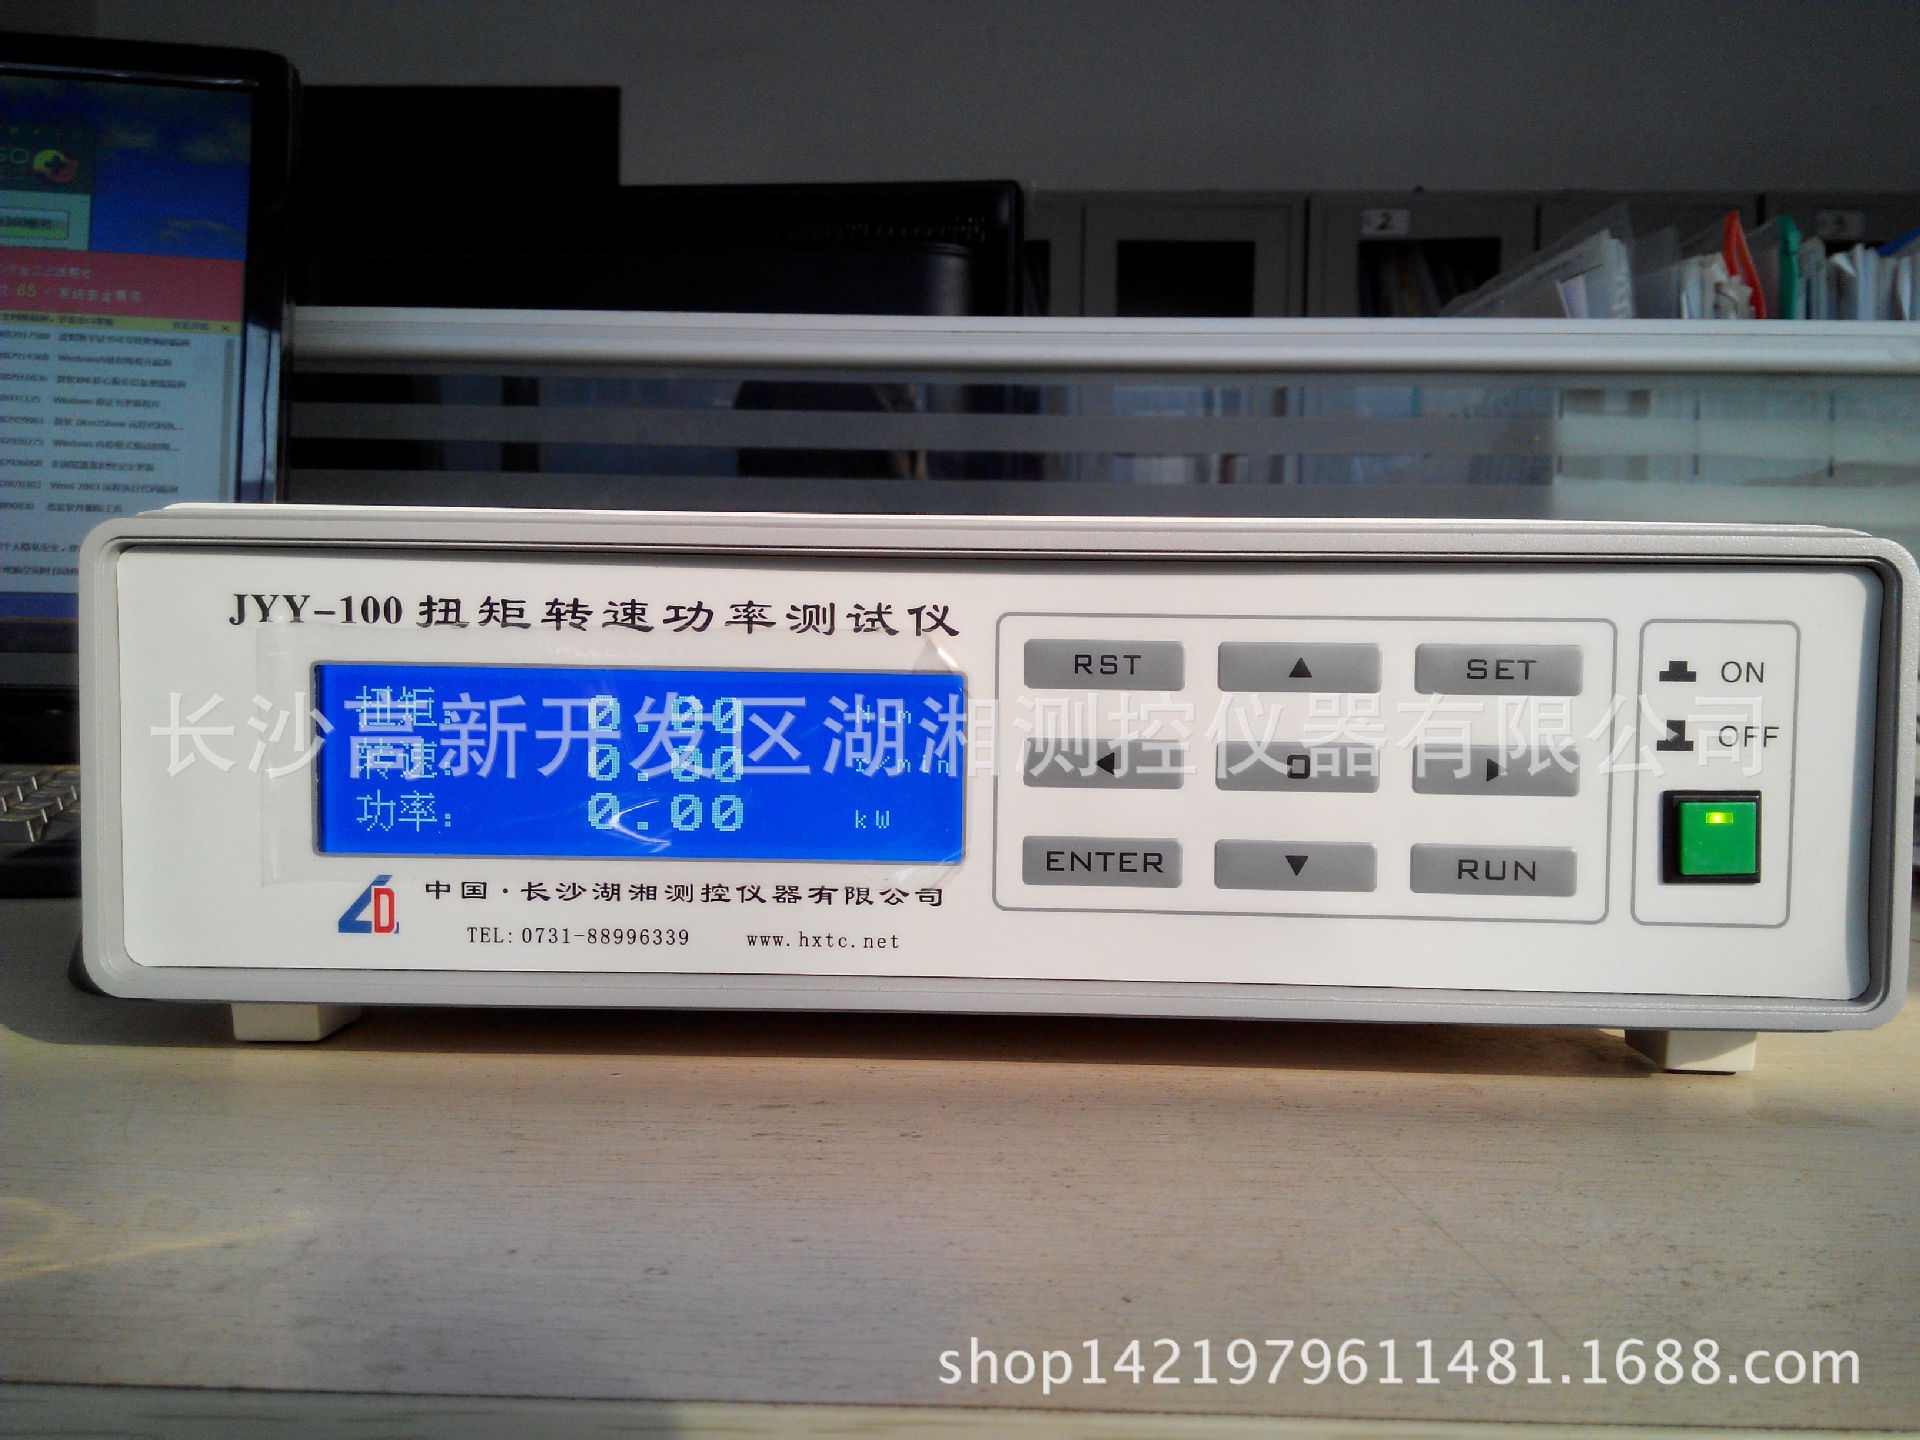 JYY-100 扭矩转速功率测试仪
扭矩: 0.00 N·m
转速: 0.00 r/min
功率: 0.00 kW
长沙高新开发区湖湘测控仪器有限公司
中国·长沙湖湘测控仪器有限公司
TEL:0731-88996339 www.hxtc.net
RST ▲ SET
◀ ▶
ENTER ▼ RUN
ON
OFF
2
3
shop1421979611481.1688.com